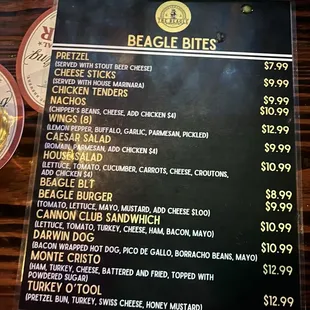 BEAGLE BITES
PRETZEL $7.99
(SERVED WITH STOUT BEER CHEESE)
CHEESE STICKS $9.99
(SERVED WITH HOUSE MARINARA)
CHICKEN TENDERS $9.99
NACHOS $10.99
(CHIPPER'S BEANS, CHEESE, ADD CHICKEN $4)
WINGS (8) $12.99
(LEMON PEPPER, BUFFALO, GARLIC, PARMESAN, PICKLED)
CAESAR SALAD $9.99
(ROMAIN, PARMESAN, ADD CHICKEN $4)
HOUSE SALAD $10.99
(LETTUCE, TOMATO, CUCUMBER, CARROTS, CHEESE, CROUTONS,
ADD CHICKEN $4)
BEAGLE BLT $8.99
BEAGLE BURGER $9.99
(TOMATO, LETTUCE, MAYO, MUSTARD, ADD CHEESE $1.00)
CANNON CLUB SANDWHICH $10.99
(LETTUCE, TOMATO, TURKEY, CHEESE, HAM, BACON, MAYO)
DARWIN DOG $10.99
(BACON WRAPPED HOT DOG, PICO DE GALLO, BORRACHO BEANS, MAYO)
MONTE CRISTO $12.99
(HAM, TURKEY, CHEESE, BATTERED AND FRIED, TOPPED WITH
POWDERED SUGAR)
TURKEY O'TOOL $12.99
(PRETZEL BUN, TURKEY, SWISS CHEESE, HONEY MUSTARD)